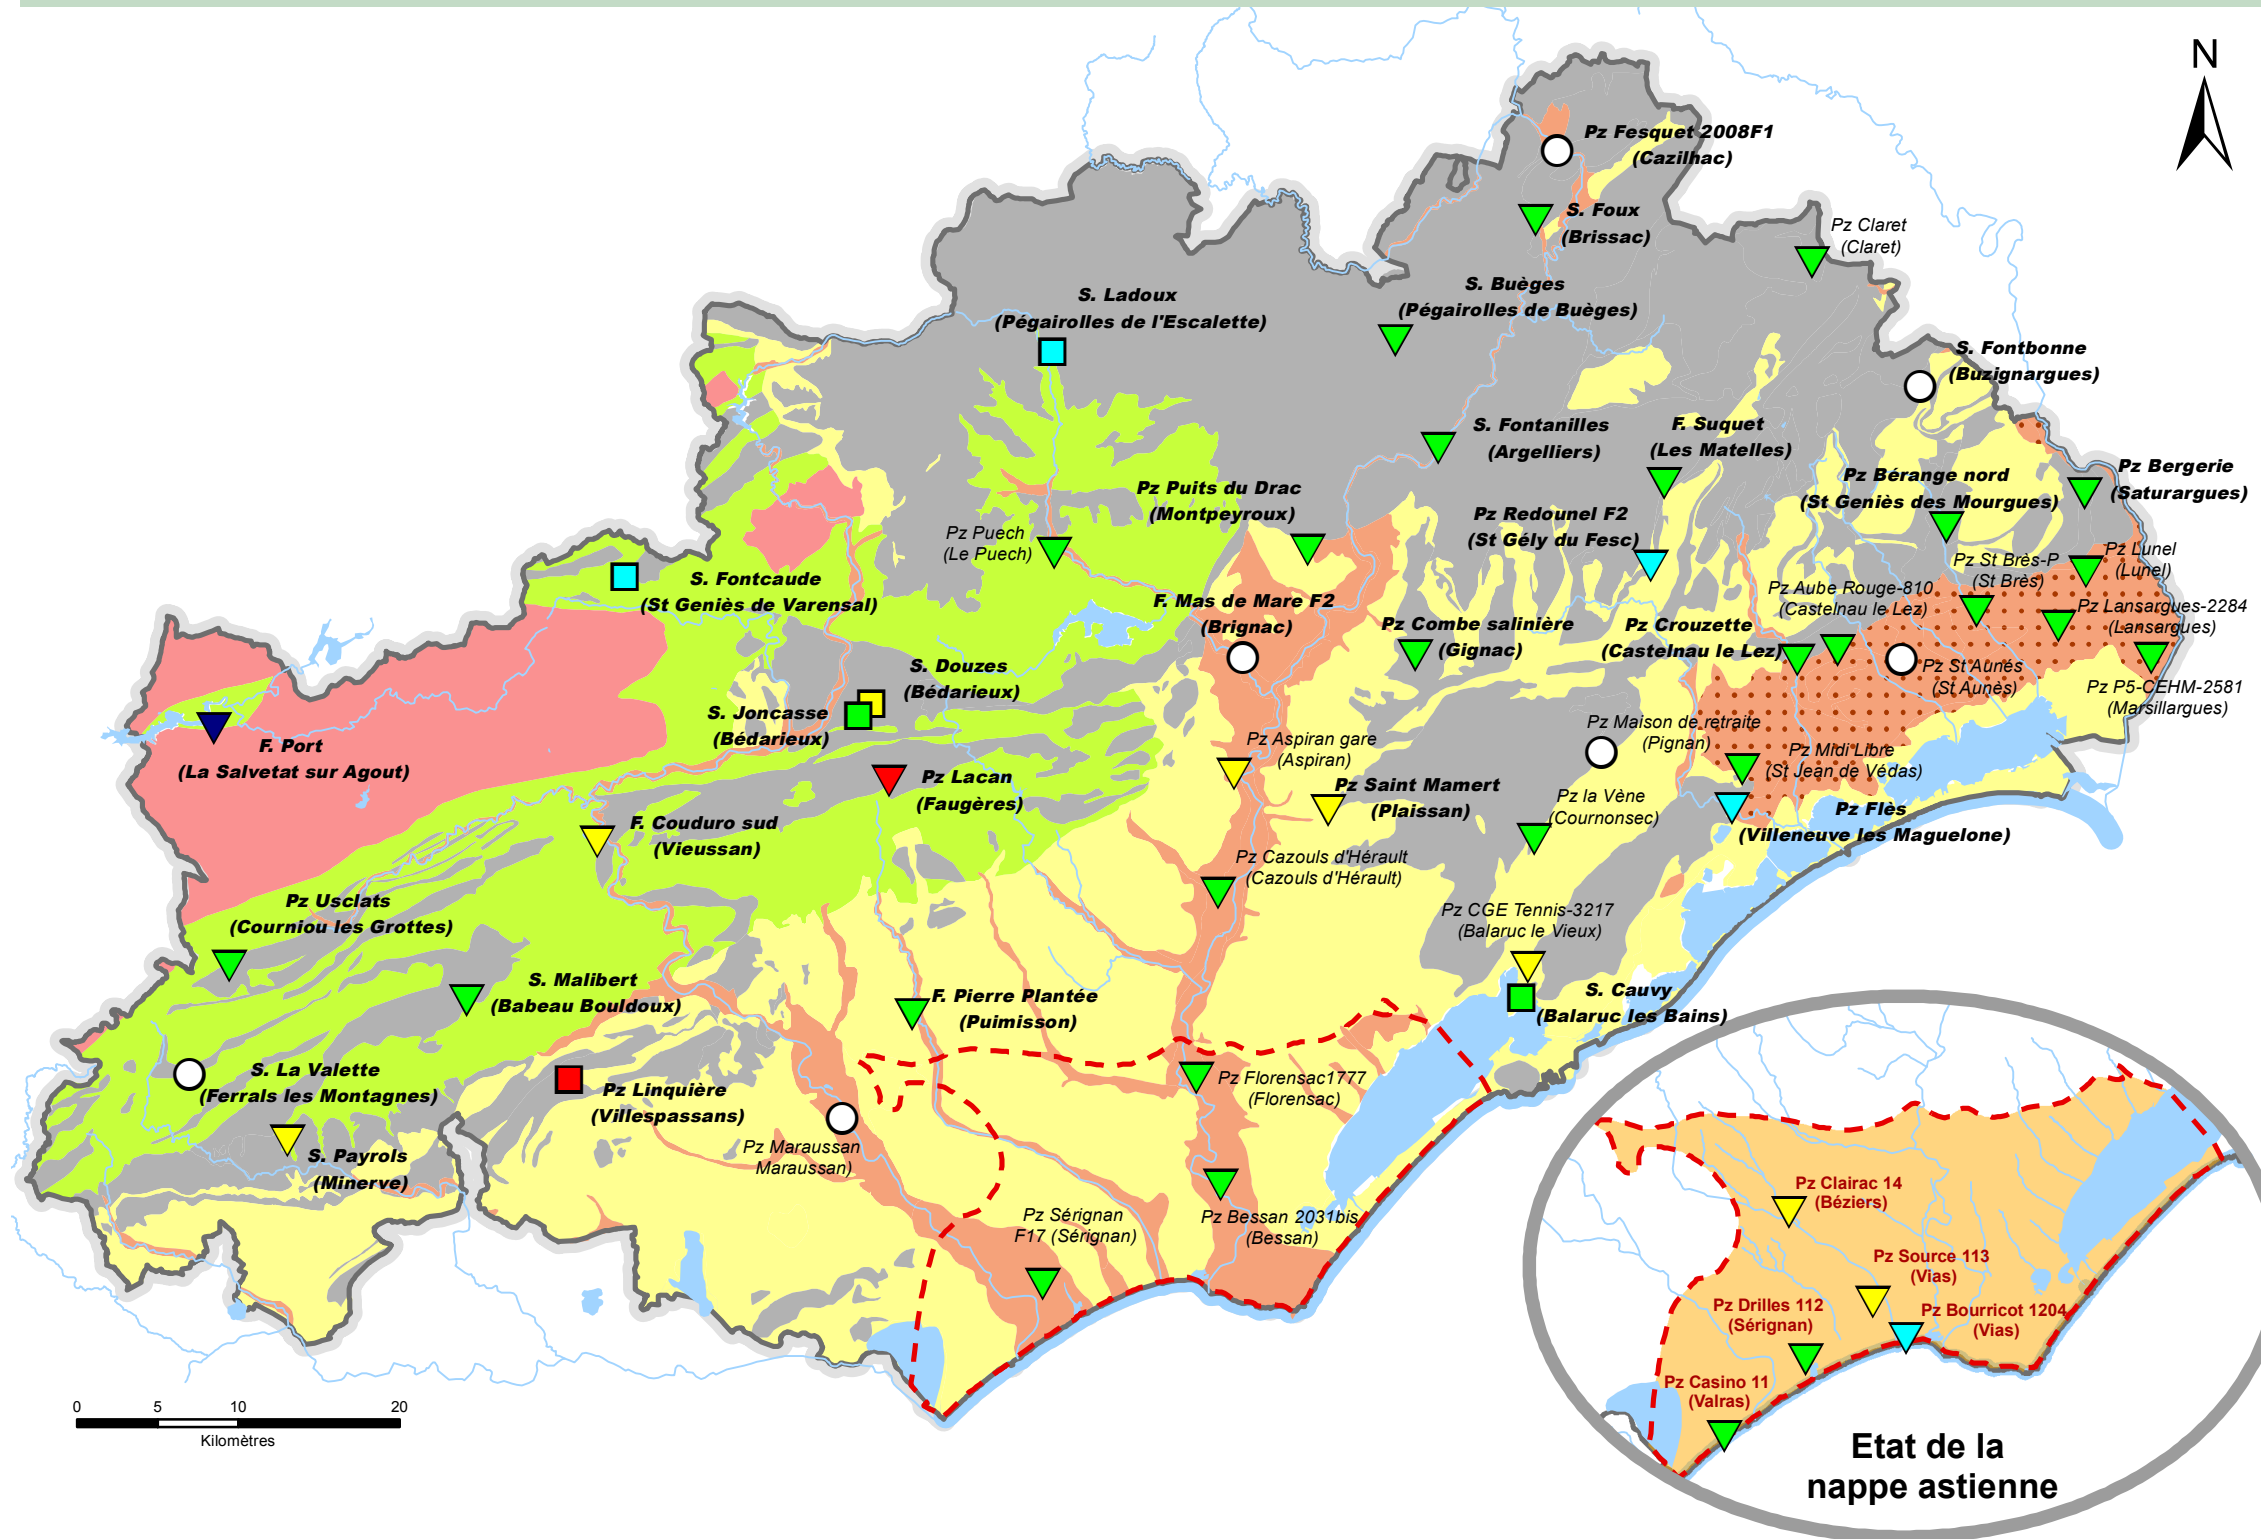 N
Pz Fesquet 2008F1
(Cazilhac)
S. Foux
(Brissac)
Pz Claret
(Claret)
S. Ladoux
(Pégairolles de l'Escalette)
S. Buèges
(Pégairolles de Buèges)
S. Fontbonne
(Buzignargues)
S. Fontanilles
(Argelliers)
F. Suquet
(Les Matelles)
Pz Bérange nord
(St Geniès des Mourgues)
Pz Bergerie
(Saturargues)
Pz Puits du Drac
(Montpeyroux)
Pz Redounel F2
(St Gély du Fesc)
Pz Puech
(Le Puech)
Pz St Brès-P
(St Brès)
Pz Lunel
(Lunel)
S. Fontcaude
(St Geniès de Varensal)
Pz Aube Rouge-810
(Castelnau le Lez)
F. Mas de Mare F2
(Brignac)
Pz Lansargues-2284
(Lansargues)
Pz Combe salinière
(Gignac)
Pz Crouzette
(Castelnau le Lez)
S. Douzes
(Bédarieux)
Pz St Aunés
(St Aunès)
Pz P5-CEHM-2581
(Marsillargues)
S. Joncasse
(Bédarieux)
Pz Maison de retraite
(Pignan)
F. Port
(La Salvetat sur Agout)
Pz Aspiran gare
(Aspiran)
Pz Midi Libre
(St Jean de Védas)
Pz Lacan
(Faugères)
Pz Saint Mamert
(Plaissan)
Pz la Vène
(Cournonsec)
Pz Flès
(Villeneuve les Maguelone)
F. Couduro sud
(Vieussan)
Pz Cazouls d'Hérault
(Cazouls d'Hérault)
Pz Usclats
(Courniou les Grottes)
Pz CGE Tennis-3217
(Balaruc le Vieux)
S. Malibert
(Babeau Bouldoux)
F. Pierre Plantée
(Puimisson)
S. Cauvy
(Balaruc les Bains)
S. La Valette
(Ferrals les Montagnes)
Pz Linquière
(Villespassans)
Pz Florensac1777
(Florensac)
Pz Maraussan
Maraussan)
S. Payrols
(Minerve)
Pz Sérignan
F17 (Sérignan)
Pz Bessan 2031bis
(Bessan)
Pz Clairac 14
(Béziers)
Pz Source 113
(Vias)
Pz Drilles 112
(Sérignan)
Pz Bourricot 1204
(Vias)
Pz Casino 11
(Valras)
Etat de la
nappe astienne
0 5 10 20
Kilomètres